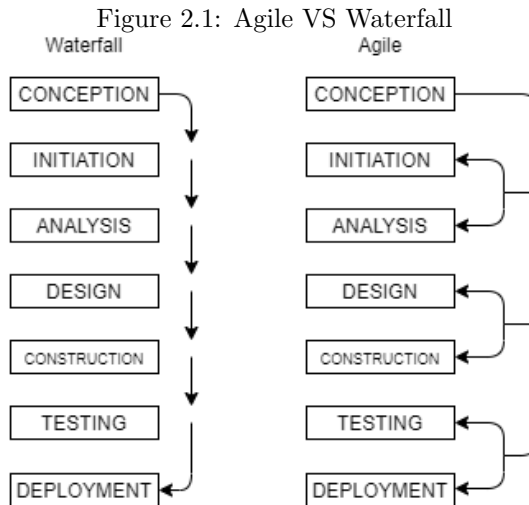 Figure 2.1: Agile VS Waterfall
Waterfall Agile
CONCEPTION CONCEPTION
INITIATION INITIATION
ANALYSIS ANALYSIS
DESIGN DESIGN
CONSTRUCTION CONSTRUCTION
TESTING TESTING
DEPLOYMENT DEPLOYMENT